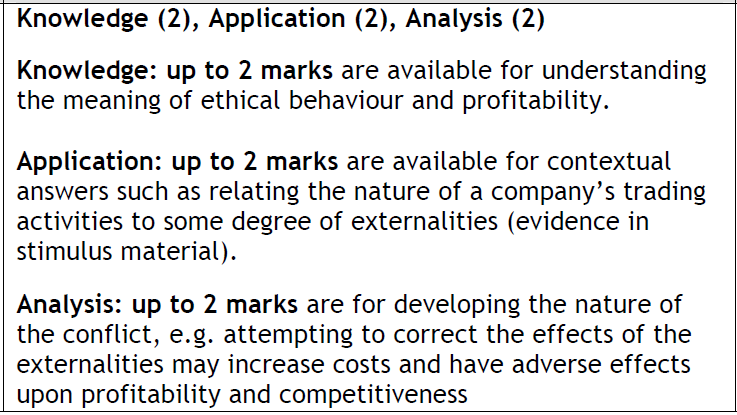 Knowledge (2), Application (2), Analysis (2)
Knowledge: up to 2 marks are available for understanding
the meaning of ethical behaviour and profitability.
Application: up to 2 marks are available for contextual
answers such as relating the nature of a company’s trading
activities to some degree of externalities (evidence in
stimulus material).
Analysis: up to 2 marks are for developing the nature of
the conflict, e.g. attempting to correct the effects of the
externalities may increase costs and have adverse effects
upon profitability and competitiveness